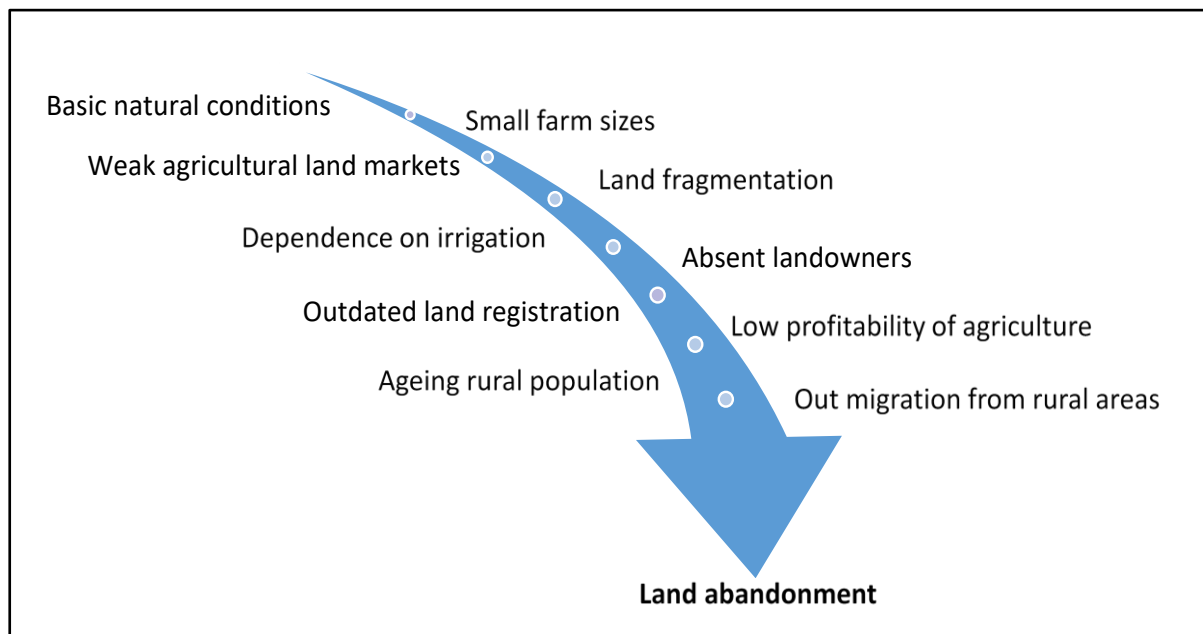 Basic natural conditions
Small farm sizes
Weak agricultural land markets
Land fragmentation
Dependence on irrigation
Absent landowners
Outdated land registration
Low profitability of agriculture
Ageing rural population
Out migration from rural areas
Land abandonment